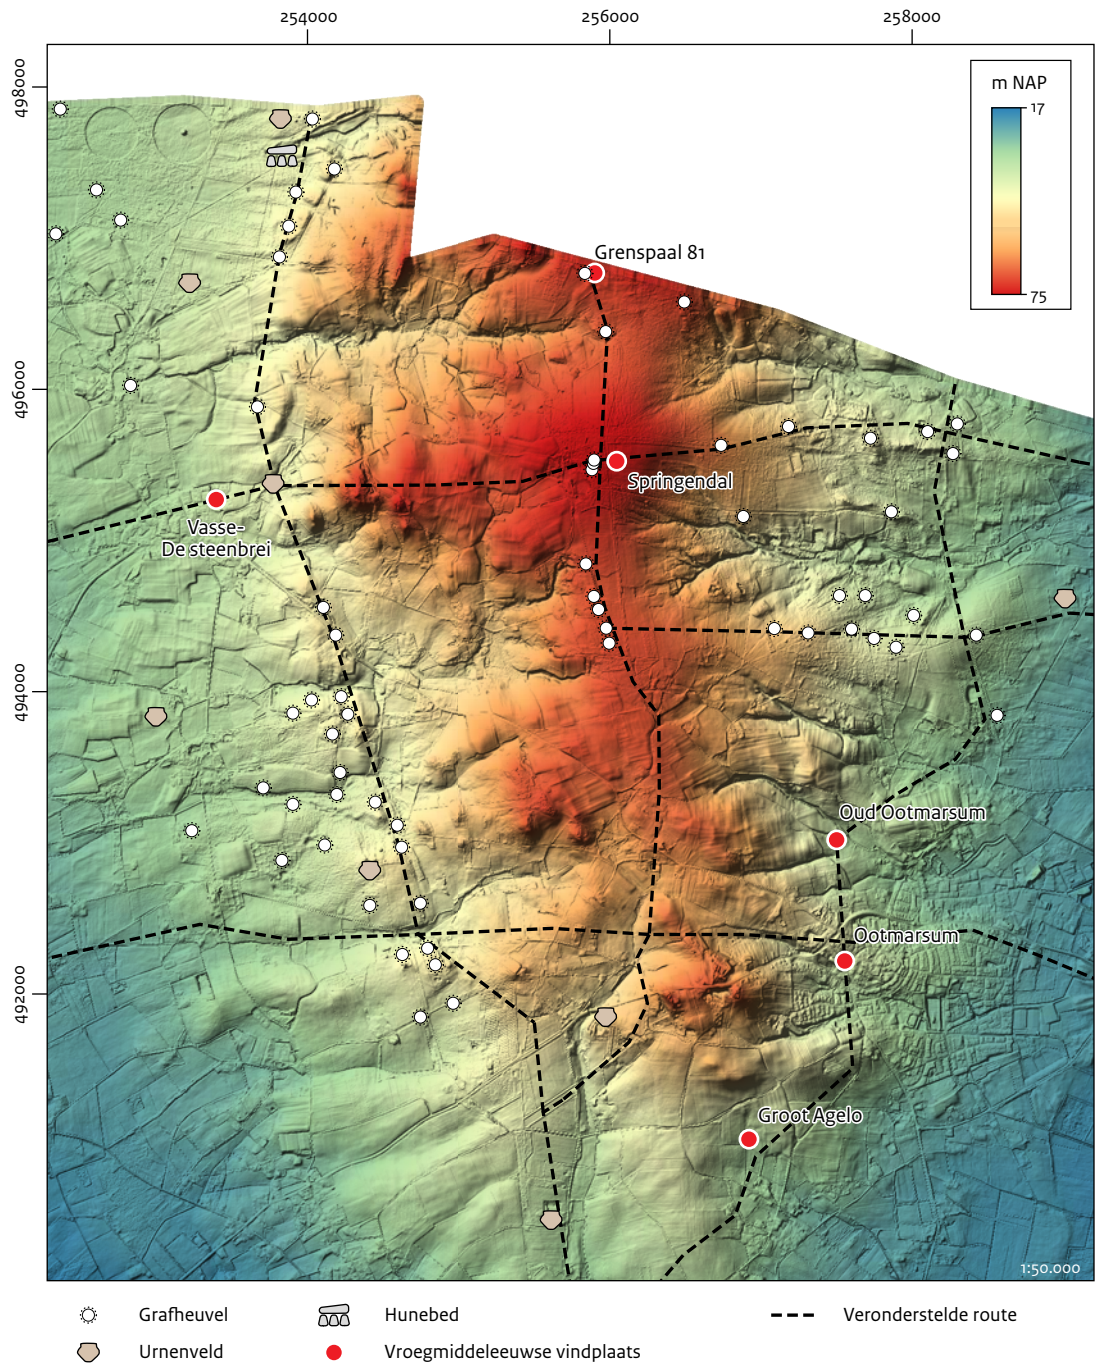 254000
256000
258000
498000
496000
494000
492000
m NAP
17
75
Grenspaal 81
Springendal
Vasse-
De steenbrei
Oud Ootmarsum
Ootmarsum
Groot Agelo
1:50.000
Grafheuvel
Hunebed
Veronderstelde route
Urnenveld
Vroegmiddeleeuwse vindplaats